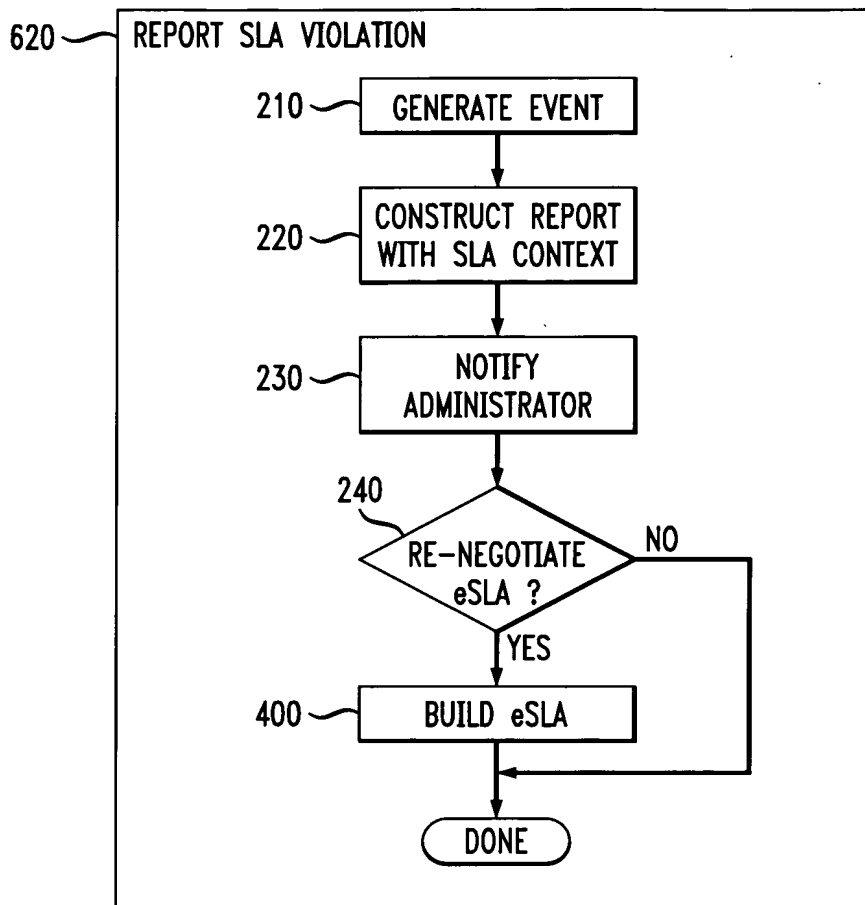 620 REPORT SLA VIOLATION
210 GENERATE EVENT
220 CONSTRUCT REPORT
WITH SLA CONTEXT
230 NOTIFY
ADMINISTRATOR
240
RE-NEGOTIATE
eSLA ?
NO
YES
400 BUILD eSLA
DONE